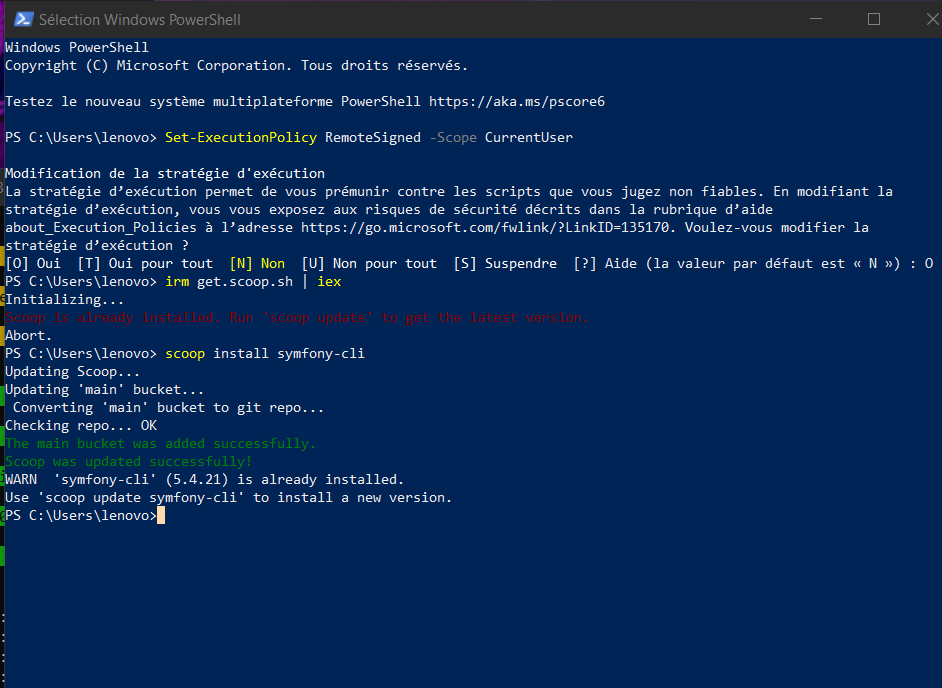 Sélection Windows PowerShell
Windows PowerShell
Copyright (C) Microsoft Corporation. Tous droits réservés.
Testez le nouveau système multiplateforme PowerShell https://aka.ms/pscore6
PS C:\Users\lenovo> Set-ExecutionPolicy RemoteSigned -Scope CurrentUser
Modification de la stratégie d'exécution
La stratégie d’exécution permet de vous prémunir contre les scripts que vous jugez non fiables. En modifiant la
stratégie d’exécution, vous vous exposez aux risques de sécurité décrits dans la rubrique d’aide
about_Execution_Policies à l’adresse https://go.microsoft.com/fwlink/?LinkID=135170. Voulez-vous modifier la
stratégie d’exécution ?
[O] Oui  [T] Oui pour tout  [N] Non  [U] Non pour tout  [S] Suspendre  [?] Aide (la valeur par défaut est « N ») : O
PS C:\Users\lenovo> irm get.scoop.sh | iex
Initializing...
Scoop is already installed. Run 'scoop update' to get the latest version.
Abort.
PS C:\Users\lenovo> scoop install symfony-cli
Updating Scoop...
Updating 'main' bucket...
 Converting 'main' bucket to git repo...
Checking repo... OK
The main bucket was added successfully.
Scoop was updated successfully!
WARN  'symfony-cli' (5.4.21) is already installed.
Use 'scoop update symfony-cli' to install a new version.
PS C:\Users\lenovo>